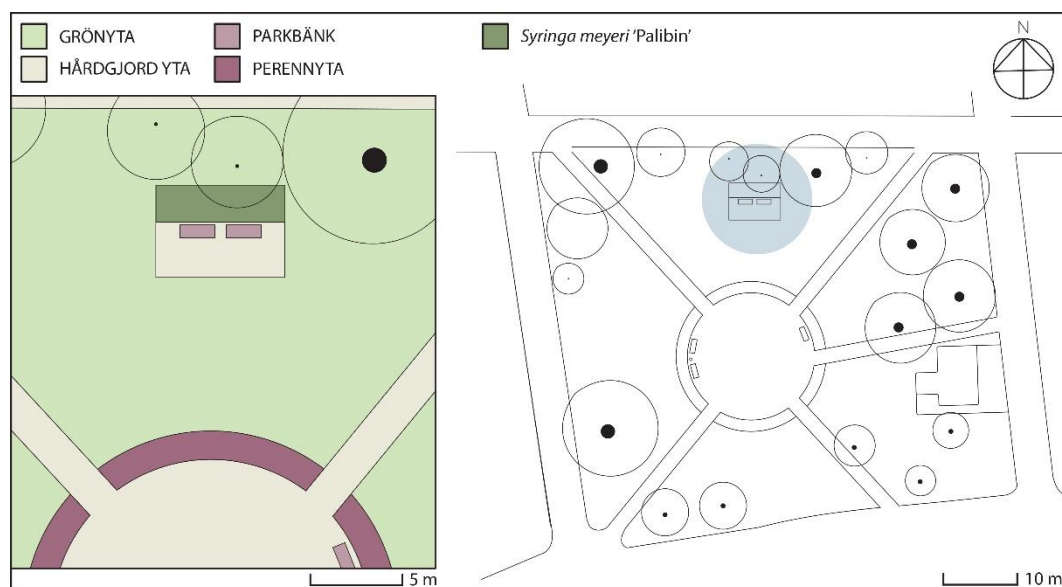 GRÖNYTA
PARKBÄNK
Syringa meyeri 'Palibin'
N
HÅRDGJORD YTA
PERENNYTA
5 m
10 m